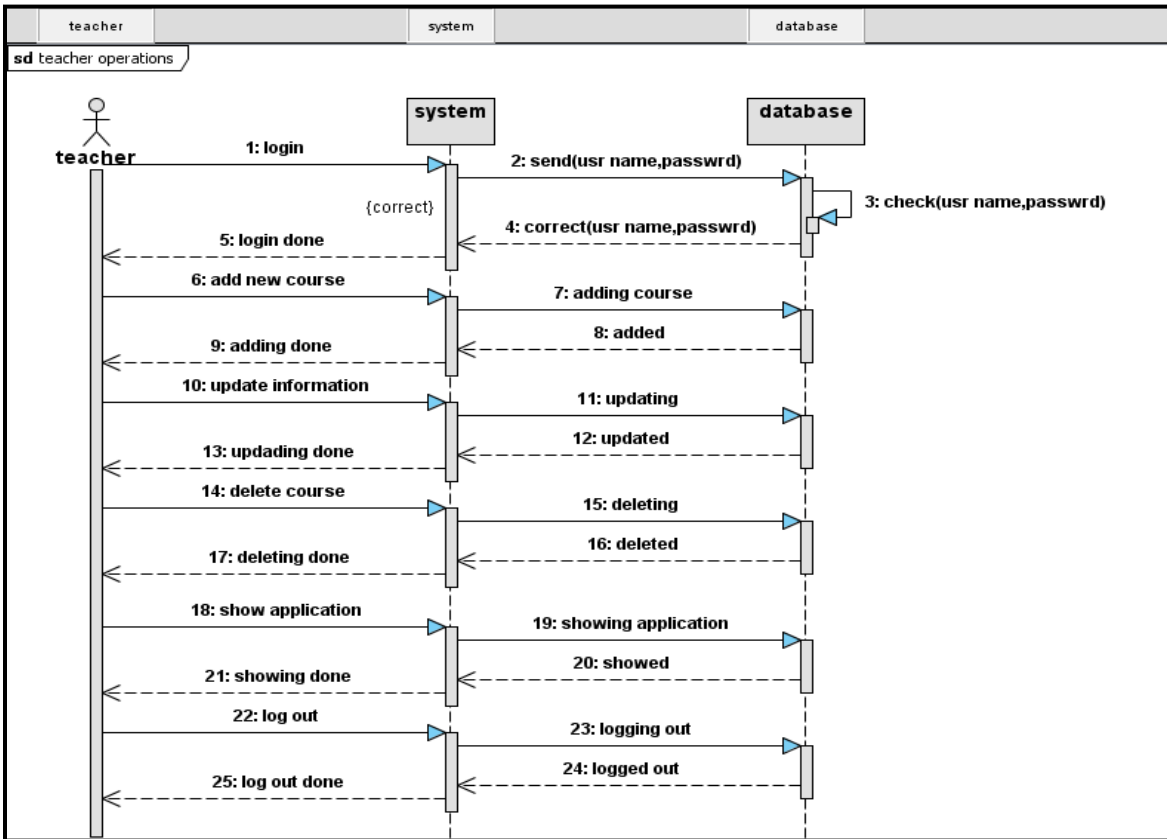 teacher system database
sd teacher operations
teacher
system
database
1: login
2: send(usr name,passwrd)
3: check(usr name,passwrd)
{correct}
4: correct(usr name,passwrd)
5: login done
6: add new course
7: adding course
8: added
9: adding done
10: update information
11: updating
12: updated
13: updading done
14: delete course
15: deleting
16: deleted
17: deleting done
18: show application
19: showing application
20: showed
21: showing done
22: log out
23: logging out
24: logged out
25: log out done